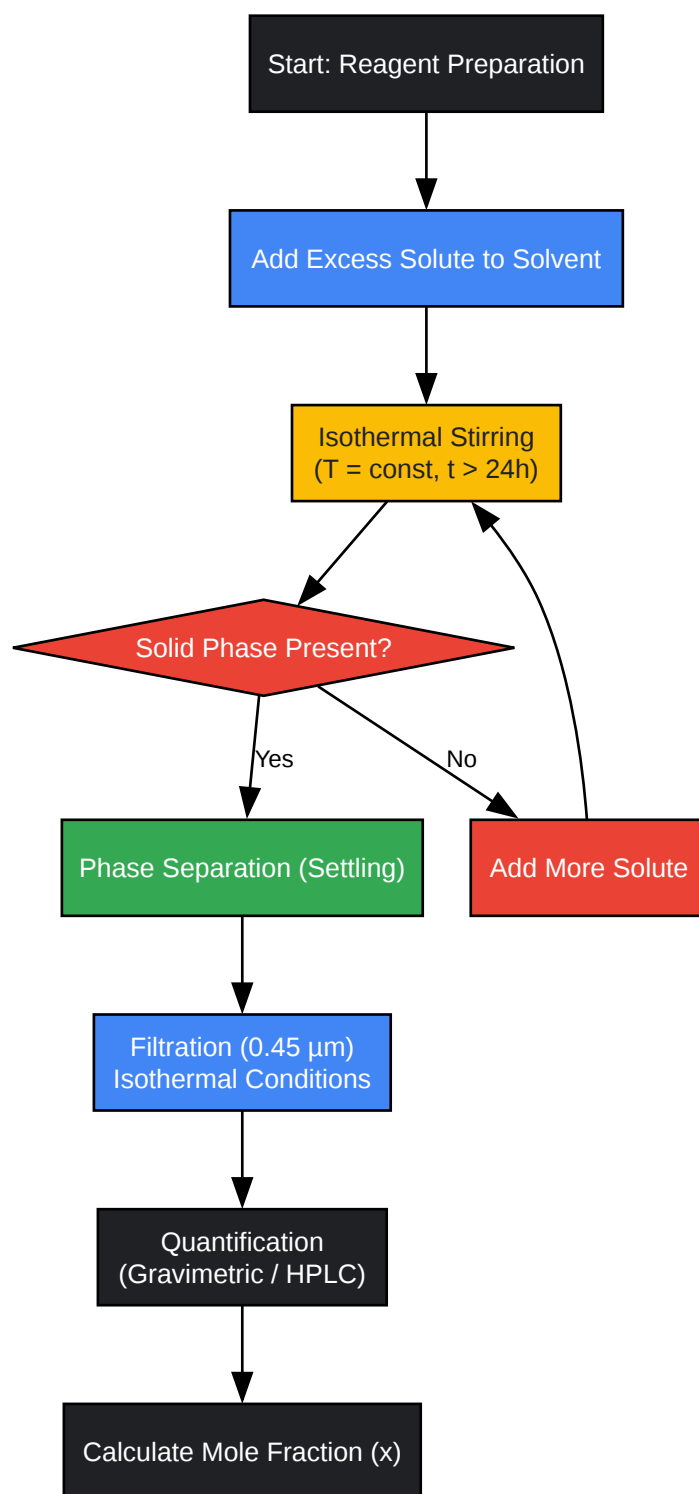 Start: Reagent Preparation
Add Excess Solute to Solvent
Isothermal Stirring
(T = const, t > 24h)
Solid Phase Present?
Yes
No
Phase Separation (Settling)
Add More Solute
Filtration (0.45 µm)
Isothermal Conditions
Quantification
(Gravimetric / HPLC)
Calculate Mole Fraction (x)